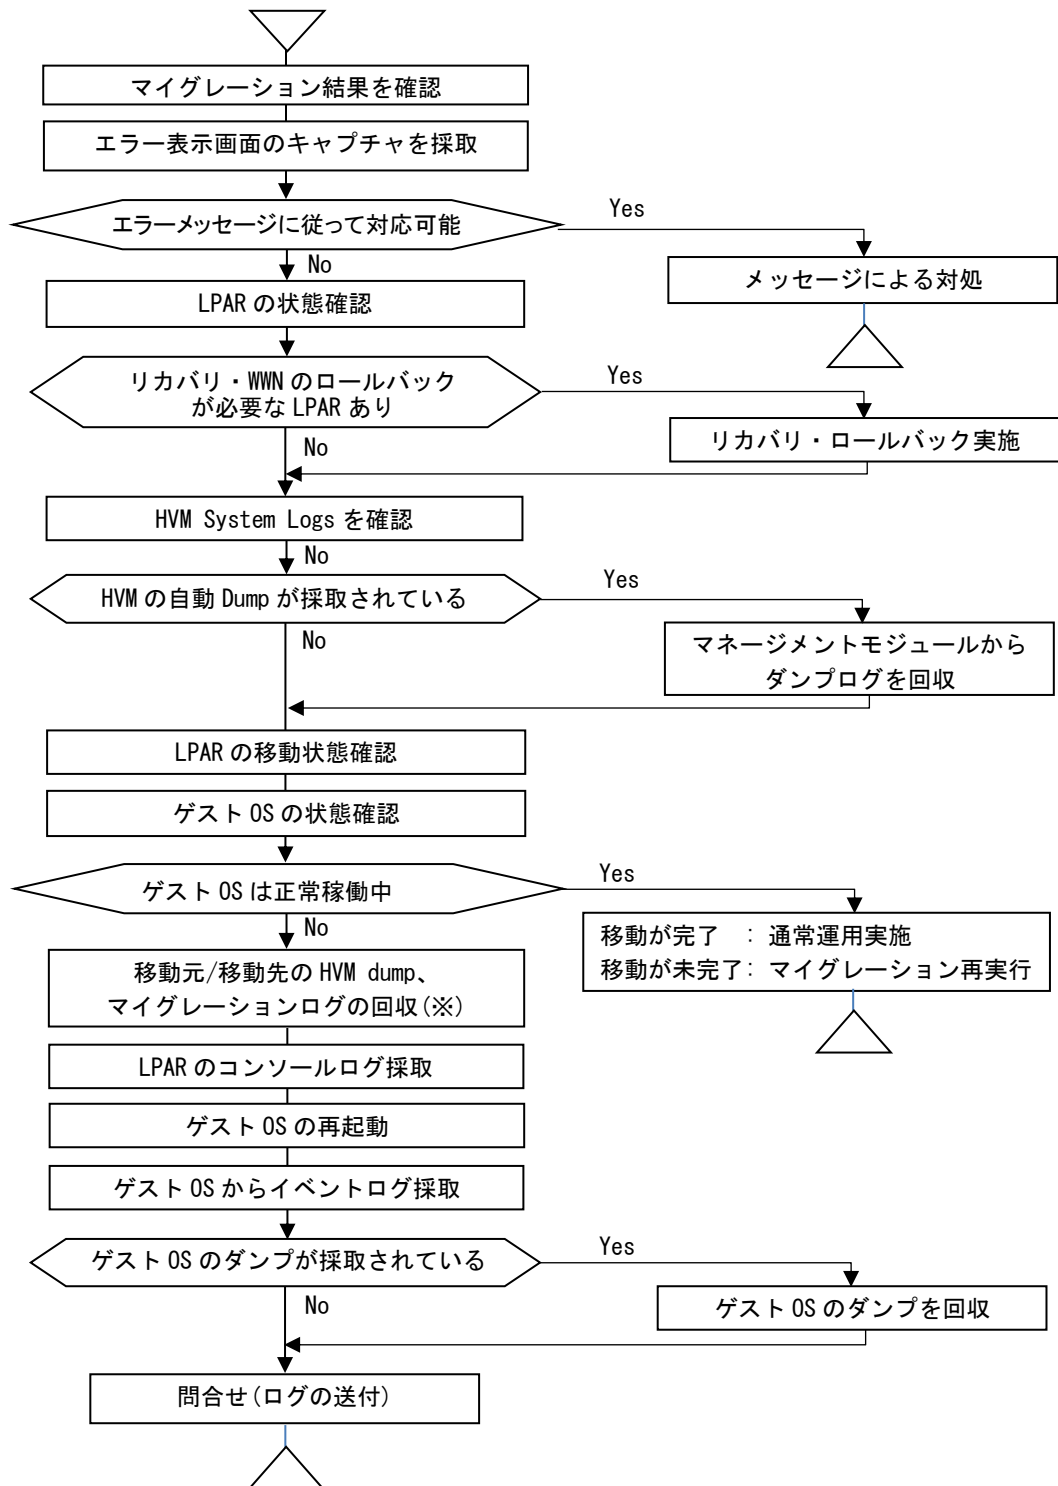 マイグレーション結果を確認
エラー表示画面のキャプチャを採取
エラーメッセージに従って対応可能
Yes
No
メッセージによる対処
LPAR の状態確認
リカバリ・WWN のロールバック
が必要な LPAR あり
Yes
No
リカバリ・ロールバック実施
HVM System Logs を確認
No
HVM の自動 Dump が採取されている
Yes
No
マネージメントモジュールから
ダンプログを回収
LPAR の移動状態確認
ゲスト OS の状態確認
ゲスト OS は正常稼働中
Yes
No
移動が完了 : 通常運用実施
移動が未完了: マイグレーション再実行
移動元/移動先の HVM dump、
マイグレーションログの回収(※)
LPAR のコンソールログ採取
ゲスト OS の再起動
ゲスト OS からイベントログ採取
ゲスト OS のダンプが採取されている
Yes
No
ゲスト OS のダンプを回収
問合せ(ログの送付)